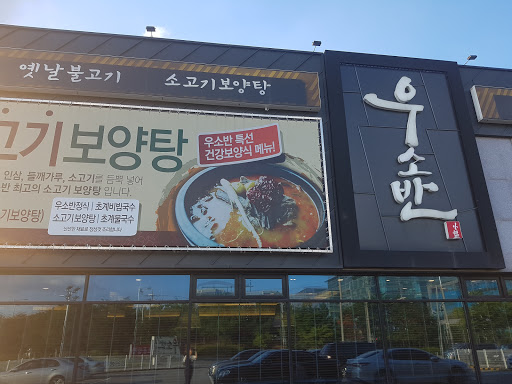 옛날불고기 소고기보양탕
고기보양탕
우소반 특선
건강보양식 메뉴!
인삼, 들깨가루, 소고기를 듬뿍 넣어
반 최고의 소고기 보양탕 입니다.
우소반정식 | 초계비빔국수
소고기보양탕 | 초계물국수
고기보양탕)
우소반